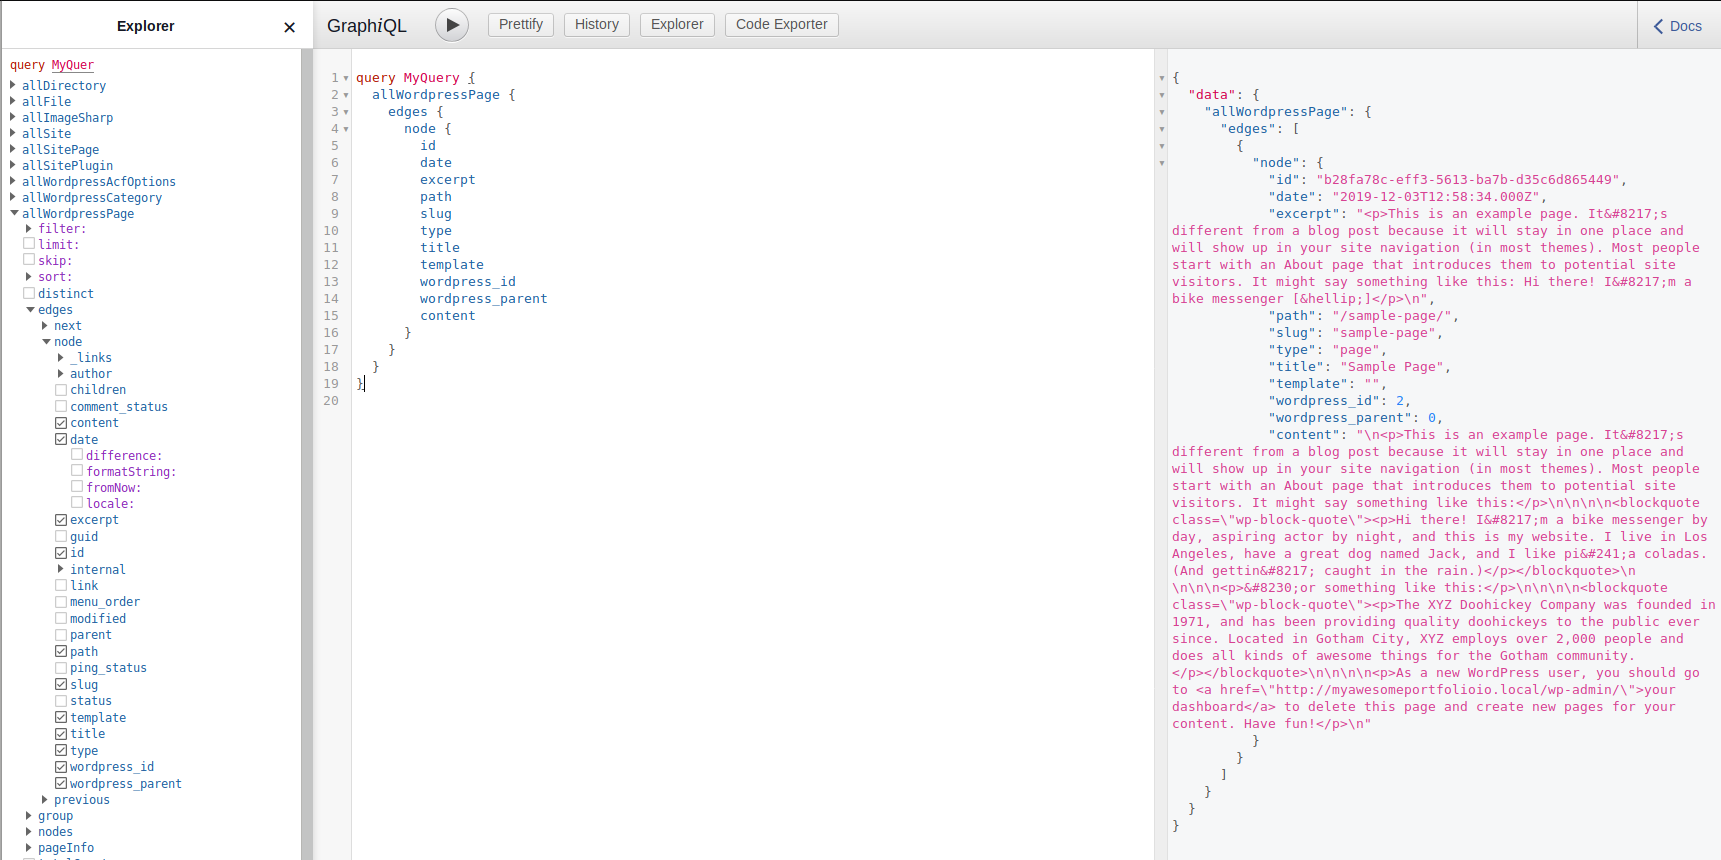 Explorer
✕
GraphiQL
Prettify
History
Explorer
Code Exporter
Docs
query MyQuer
allDirectory
allFile
allImageSharp
allSite
allSitePage
allSitePlugin
allWordpressAcfOptions
allWordpressCategory
allWordpressPage
filter:
limit:
skip:
sort:
distinct
edges
next
node
_links
author
children
comment_status
content
date
difference:
formatString:
fromNow:
locale:
excerpt
guid
id
internal
link
menu_order
modified
parent
path
ping_status
slug
status
template
title
type
wordpress_id
wordpress_parent
previous
group
nodes
pageInfo
1 query MyQuery {
2 allWordpressPage {
3 edges {
4 node {
5 id
6 date
7 excerpt
8 path
9 slug
10 type
11 title
12 template
13 wordpress_id
14 wordpress_parent
15 content
16 }
17 }
18 }
19 }
20
{
"data": {
"allWordpressPage": {
"edges": [
{
"node": {
"id": "b28fa78c-eff3-5613-ba7b-d35c6d865449",
"date": "2019-12-03T12:58:34.000Z",
"excerpt": "<p>This is an example page. It&#8217;s
different from a blog post because it will stay in one place and
will show up in your site navigation (in most themes). Most people
start with an About page that introduces them to potential site
visitors. It might say something like this: Hi there! I&#8217;m a
bike messenger [&hellip;]</p>\n",
"path": "/sample-page/",
"slug": "sample-page",
"type": "page",
"title": "Sample Page",
"template": "",
"wordpress_id": 2,
"wordpress_parent": 0,
"content": "\n<p>This is an example page. It&#8217;s
different from a blog post because it will stay in one place and
will show up in your site navigation (in most themes). Most people
start with an About page that introduces them to potential site
visitors. It might say something like this:</p>\n\n\n\n<blockquote
class=\"wp-block-quote\"><p>Hi there! I&#8217;m a bike messenger by
day, aspiring actor by night, and this is my website. I live in Los
Angeles, have a great dog named Jack, and I like pi&#241;a coladas.
(And gettin&#8217; caught in the rain.)</p></blockquote>\n
\n\n\n<p>&#8230;or something like this:</p>\n\n\n\n<blockquote
class=\"wp-block-quote\"><p>The XYZ Doohickey Company was founded in
1971, and has been providing quality doohickeys to the public ever
since. Located in Gotham City, XYZ employs over 2,000 people and
does all kinds of awesome things for the Gotham community.
</p></blockquote>\n\n\n\n<p>As a new WordPress user, you should go
to <a href=\"http://myawesomeportfolioio.local/wp-admin/\">your
dashboard</a> to delete this page and create new pages for your
content. Have fun!</p>\n"
}
}
]
}
}
}